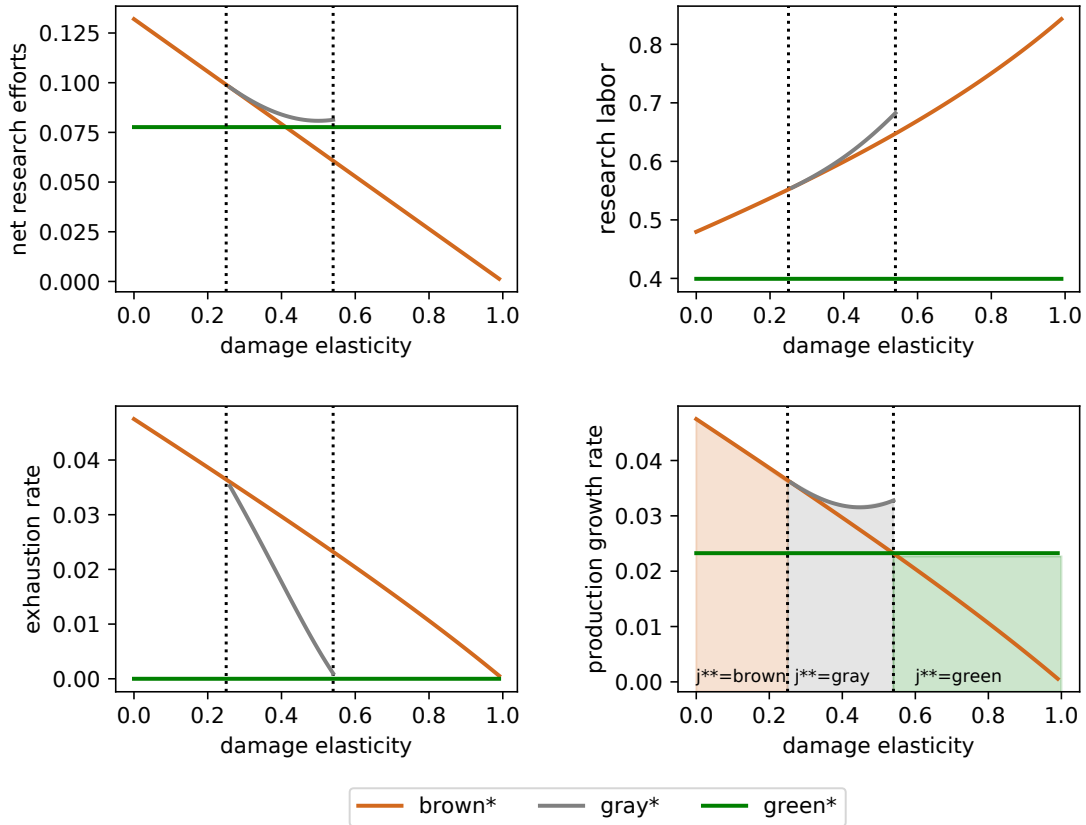 net research efforts
0.125
0.100
0.075
0.050
0.025
0.000
0.0 0.2 0.4 0.6 0.8 1.0
damage elasticity
research labor
0.8
0.7
0.6
0.5
0.4
0.0 0.2 0.4 0.6 0.8 1.0
damage elasticity
exhaustion rate
0.04
0.03
0.02
0.01
0.00
0.0 0.2 0.4 0.6 0.8 1.0
damage elasticity
production growth rate
0.04
0.03
0.02
0.01
0.00
j**=brown j**=gray j**=green
0.0 0.2 0.4 0.6 0.8 1.0
damage elasticity
brown* gray* green*